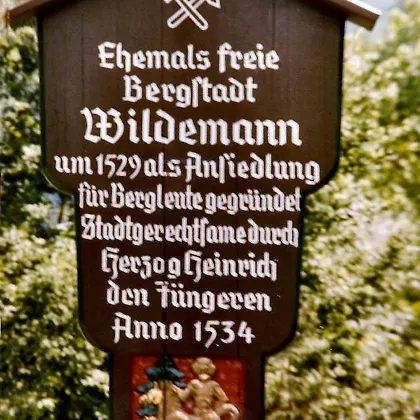 Ehemals freie
Bergſtadt
Wildemann
um 1529 als Anſiedlung
für Bergleute gegründet
Stadtgerechtſame durch
Herzog Heinrich
den Jüngeren
Anno 1534